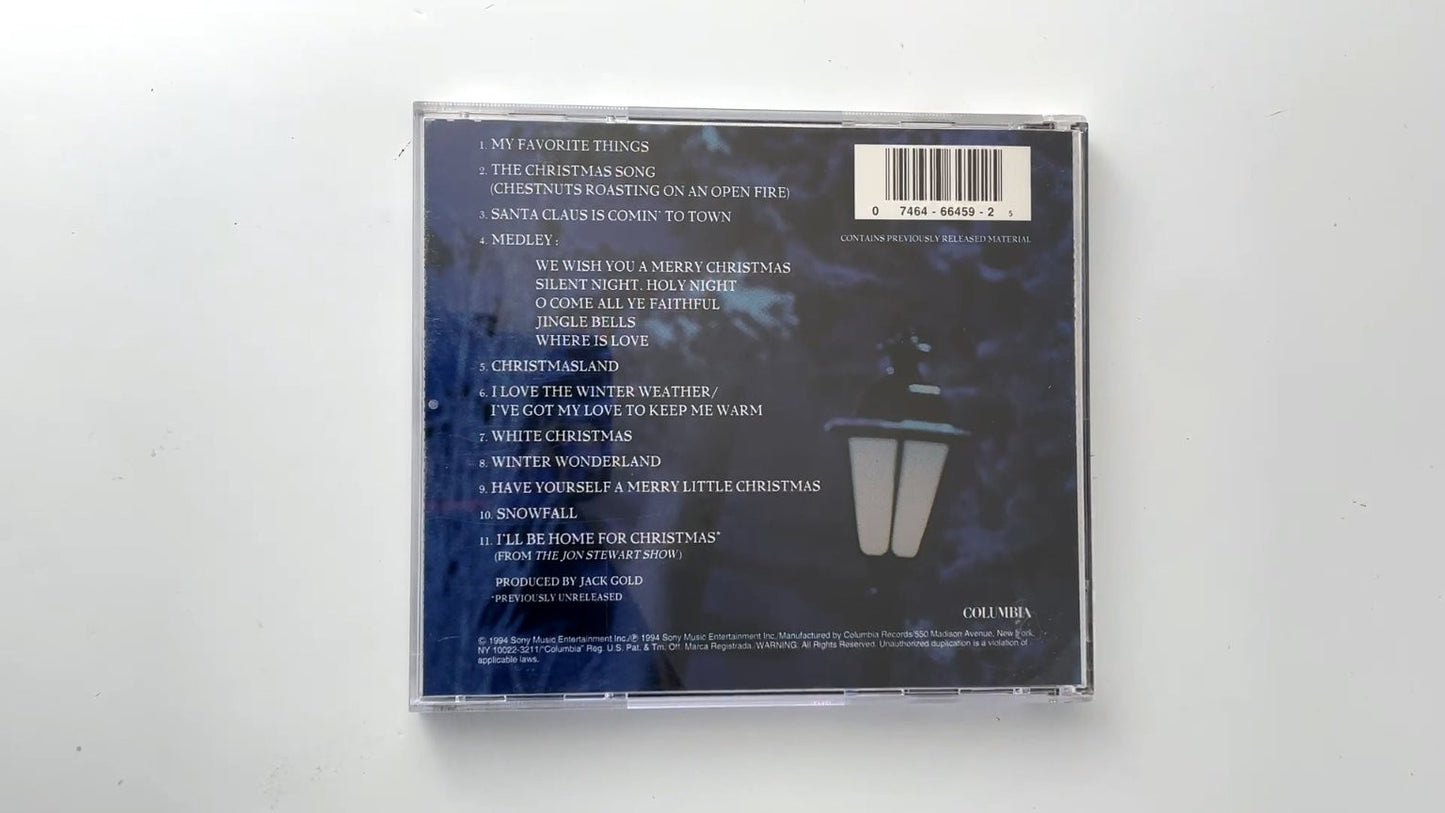 1. MY FAVORITE THINGS
2. THE CHRISTMAS SONG
(CHESTNUTS ROASTING ON AN OPEN FIRE)
3. SANTA CLAUS IS COMIN' TO TOWN
4. MEDLEY:
WE WISH YOU A MERRY CHRISTMAS
SILENT NIGHT, HOLY NIGHT
O COME ALL YE FAITHFUL
JINGLE BELLS
WHERE IS LOVE
5. CHRISTMASLAND
6. I LOVE THE WINTER WEATHER/
I'VE GOT MY LOVE TO KEEP ME WARM
7. WHITE CHRISTMAS
8. WINTER WONDERLAND
9. HAVE YOURSELF A MERRY LITTLE CHRISTMAS
10. SNOWFALL
11. I'LL BE HOME FOR CHRISTMAS*
(FROM THE JON STEWART SHOW)
PRODUCED BY JACK GOLD
*PREVIOUSLY UNRELEASED
0 7464-66459-2 5
CONTAINS PREVIOUSLY RELEASED MATERIAL
COLUMBIA
© 1994 Sony Music Entertainment Inc./℗ 1994 Sony Music Entertainment Inc./Manufactured by Columbia Records/550 Madison Avenue, New York,
NY 10022-3211/"Columbia" Reg. U.S. Pat. & Tm. Off. Marca Registrada./WARNING: All Rights Reserved. Unauthorized duplication is a violation of
applicable laws.